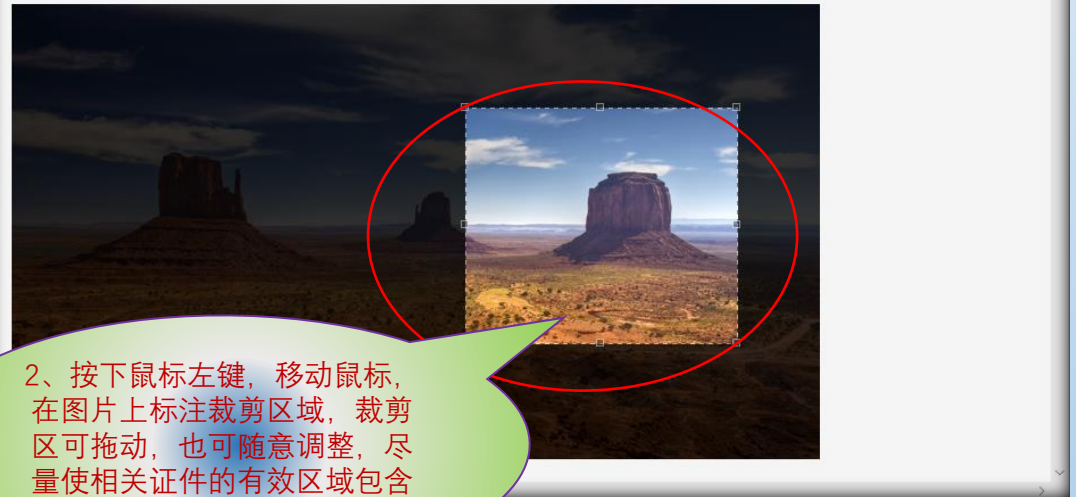 2、按下鼠标左键，移动鼠标，
在图片上标注裁剪区域，裁剪
区可拖动，也可随意调整，尽
量使相关证件的有效区域包含